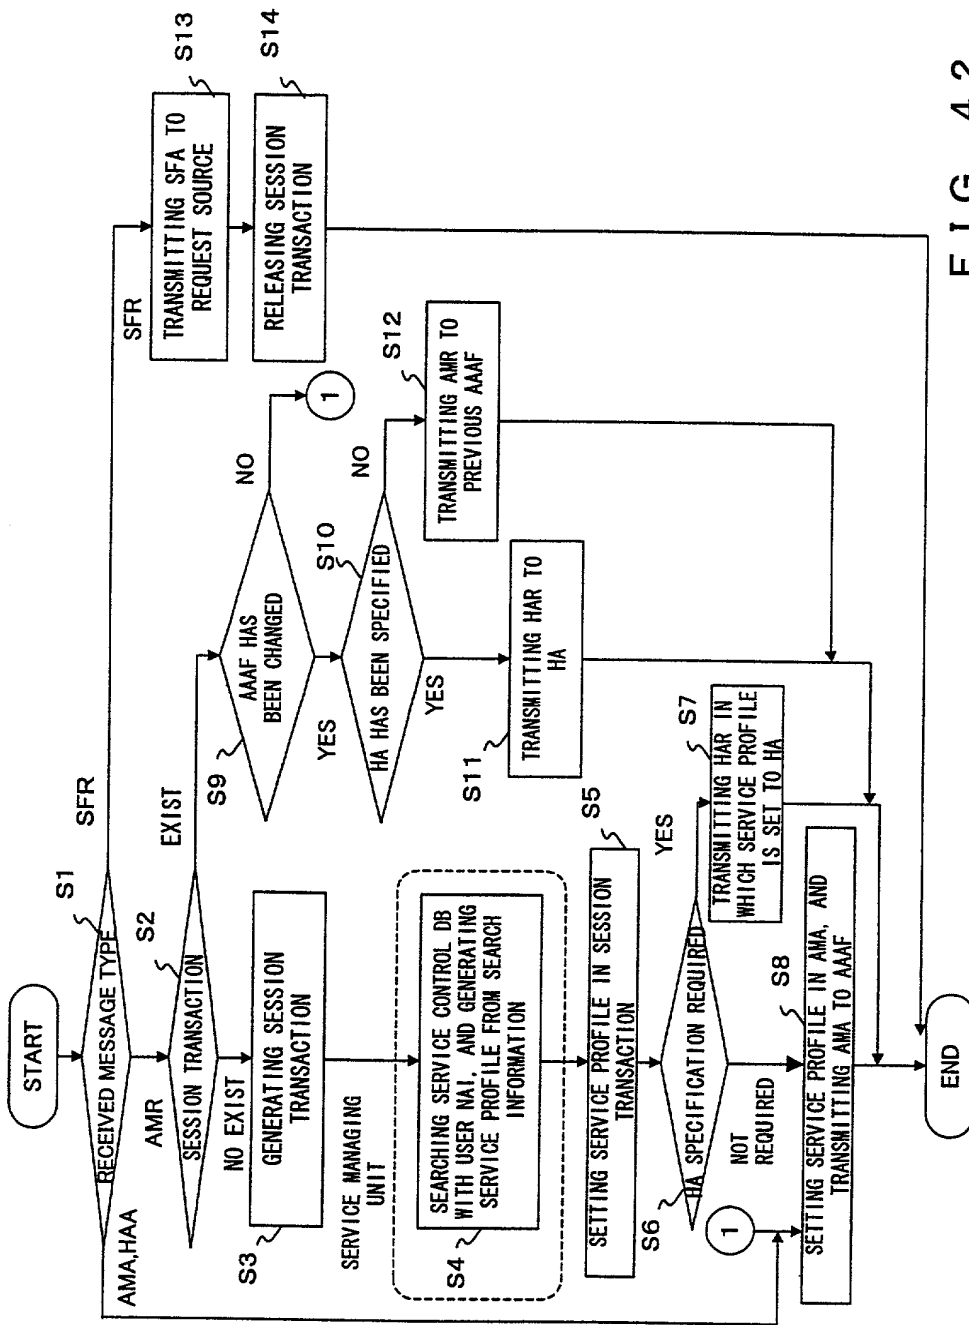 START
RECEIVED MESSAGE TYPE
S1
SFR
AMA,HAA
AMR
SESSION TRANSACTION
S2
EXIST
NO EXIST
GENERATING SESSION
TRANSACTION
S3
SERVICE MANAGING
UNIT
SEARCHING SERVICE CONTROL DB
WITH USER NAI, AND GENERATING
SERVICE PROFILE FROM SEARCH
INFORMATION
S4
SETTING SERVICE PROFILE IN SESSION
TRANSACTION
S5
HA SPECIFICATION REQUIRED
S6
YES
NOT
REQUIRED
TRANSMITTING HAR IN
WHICH SERVICE PROFILE
IS SET TO HA
S7
1
SETTING SERVICE PROFILE IN AMA, AND
TRANSMITTING AMA TO AAAF
S8
END
AAAF HAS
BEEN CHANGED
S9
NO
1
YES
HA HAS BEEN SPECIFIED
S10
NO
YES
TRANSMITTING HAR TO
HA
S11
TRANSMITTING AMR TO
PREVIOUS AAAF
S12
SFR
TRANSMITTING SFA TO
REQUEST SOURCE
S13
RELEASING SESSION
TRANSACTION
S14
FIG. 42